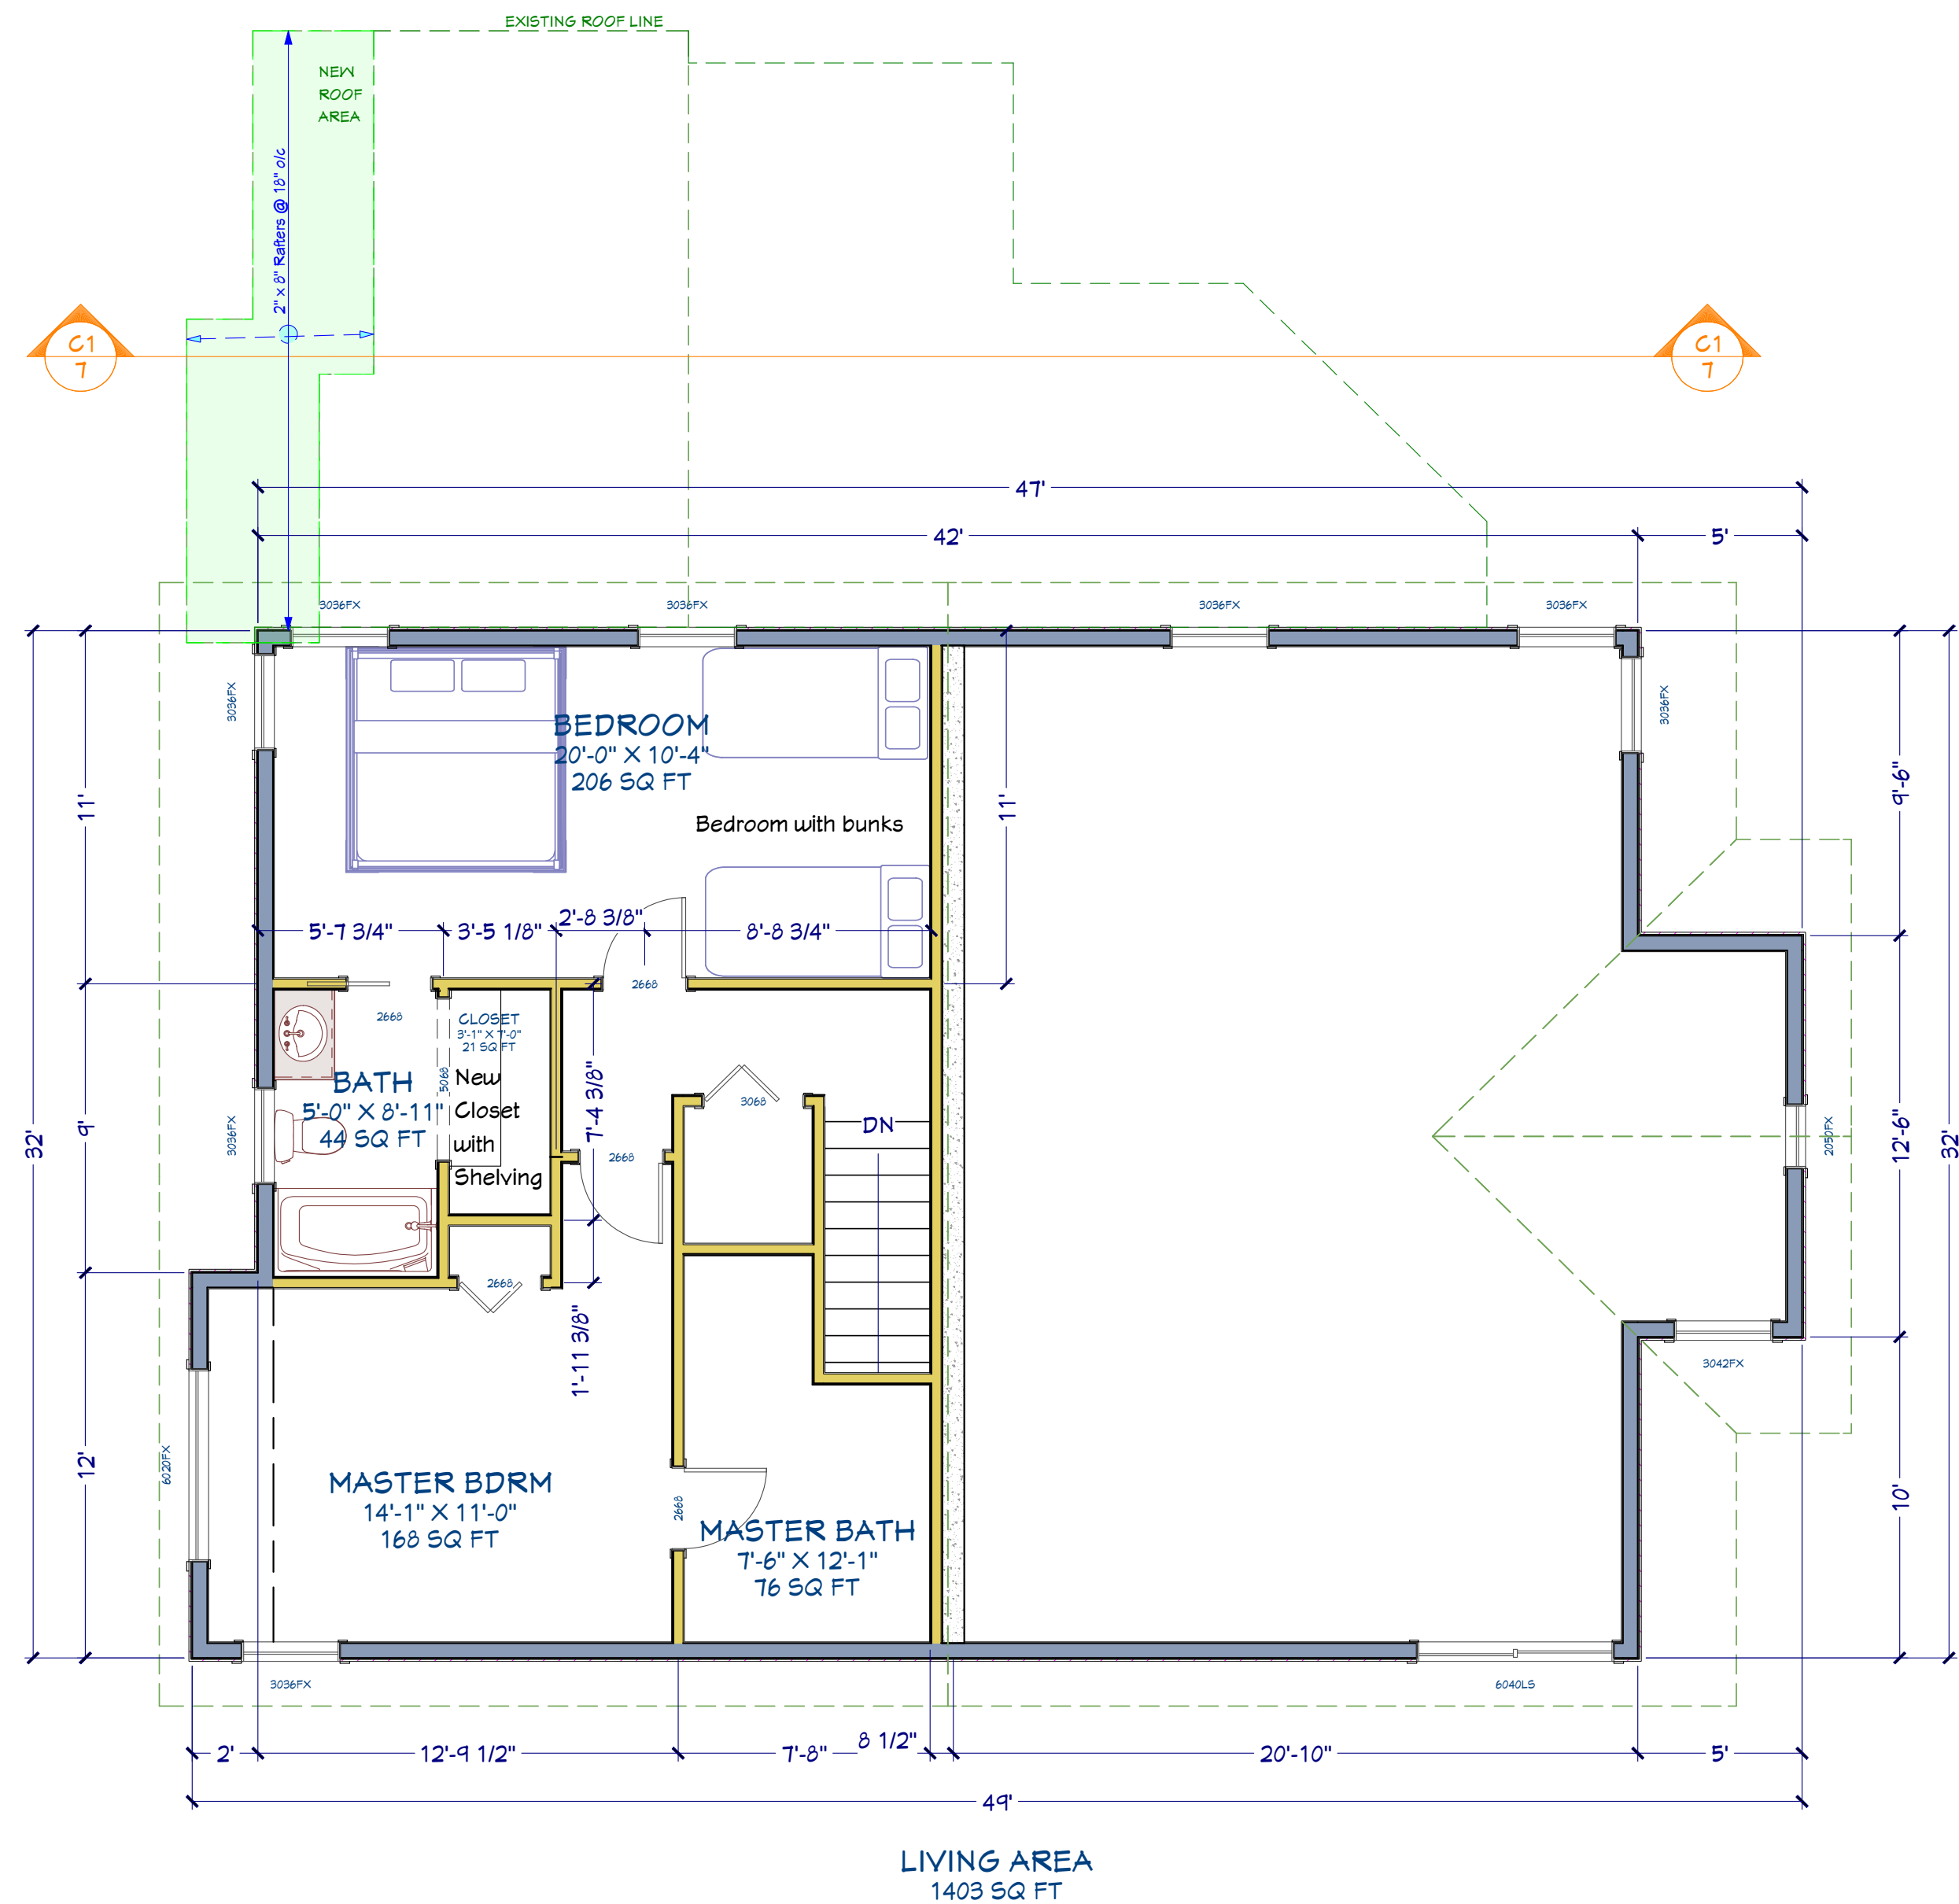 EXISTING ROOF LINE
NEW
ROOF
AREA
2" x 8" Rafters @ 18" o/c
C1
7
C1
7
47'
42'
5'
3036FX
3036FX
3036FX
3036FX
3036FX
3036FX
BEDROOM
20'-0" X 10'-4"
206 SQ FT
Bedroom with bunks
11'
11'
9'-6"
5'-7 3/4"
3'-5 1/8"
2'-8 3/8"
8'-8 3/4"
2668
2668
CLOSET
3'-1" X 7'-0"
21 SQ FT
5068
New
Closet
with
Shelving
BATH
5'-0" X 8'-11"
44 SQ FT
3036FX
7'-4 3/8"
3068
DN
2668
32'
9'
12'-6"
32'
2050FX
2668
1'-11 3/8"
3042FX
12'
6020FX
MASTER BDRM
14'-1" X 11'-0"
168 SQ FT
2668
MASTER BATH
7'-6" X 12'-1"
76 SQ FT
10'
3036FX
6040LS
2'
12'-9 1/2"
7'-8"
8 1/2"
20'-10"
5'
49'
LIVING AREA
1403 SQ FT